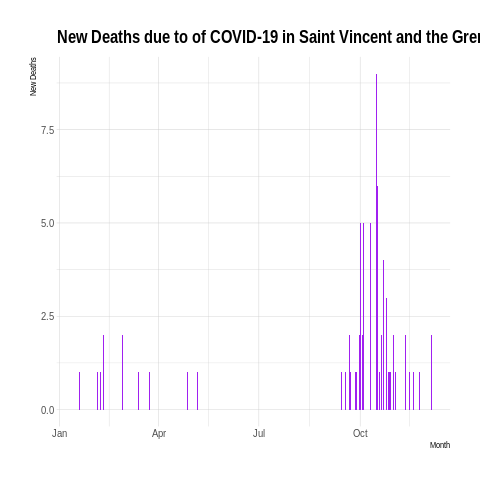 New Deaths due to of COVID-19 in Saint Vincent and the Gre
New Deaths
7.5
5.0
2.5
0.0
Jan Apr Jul Oct
Month